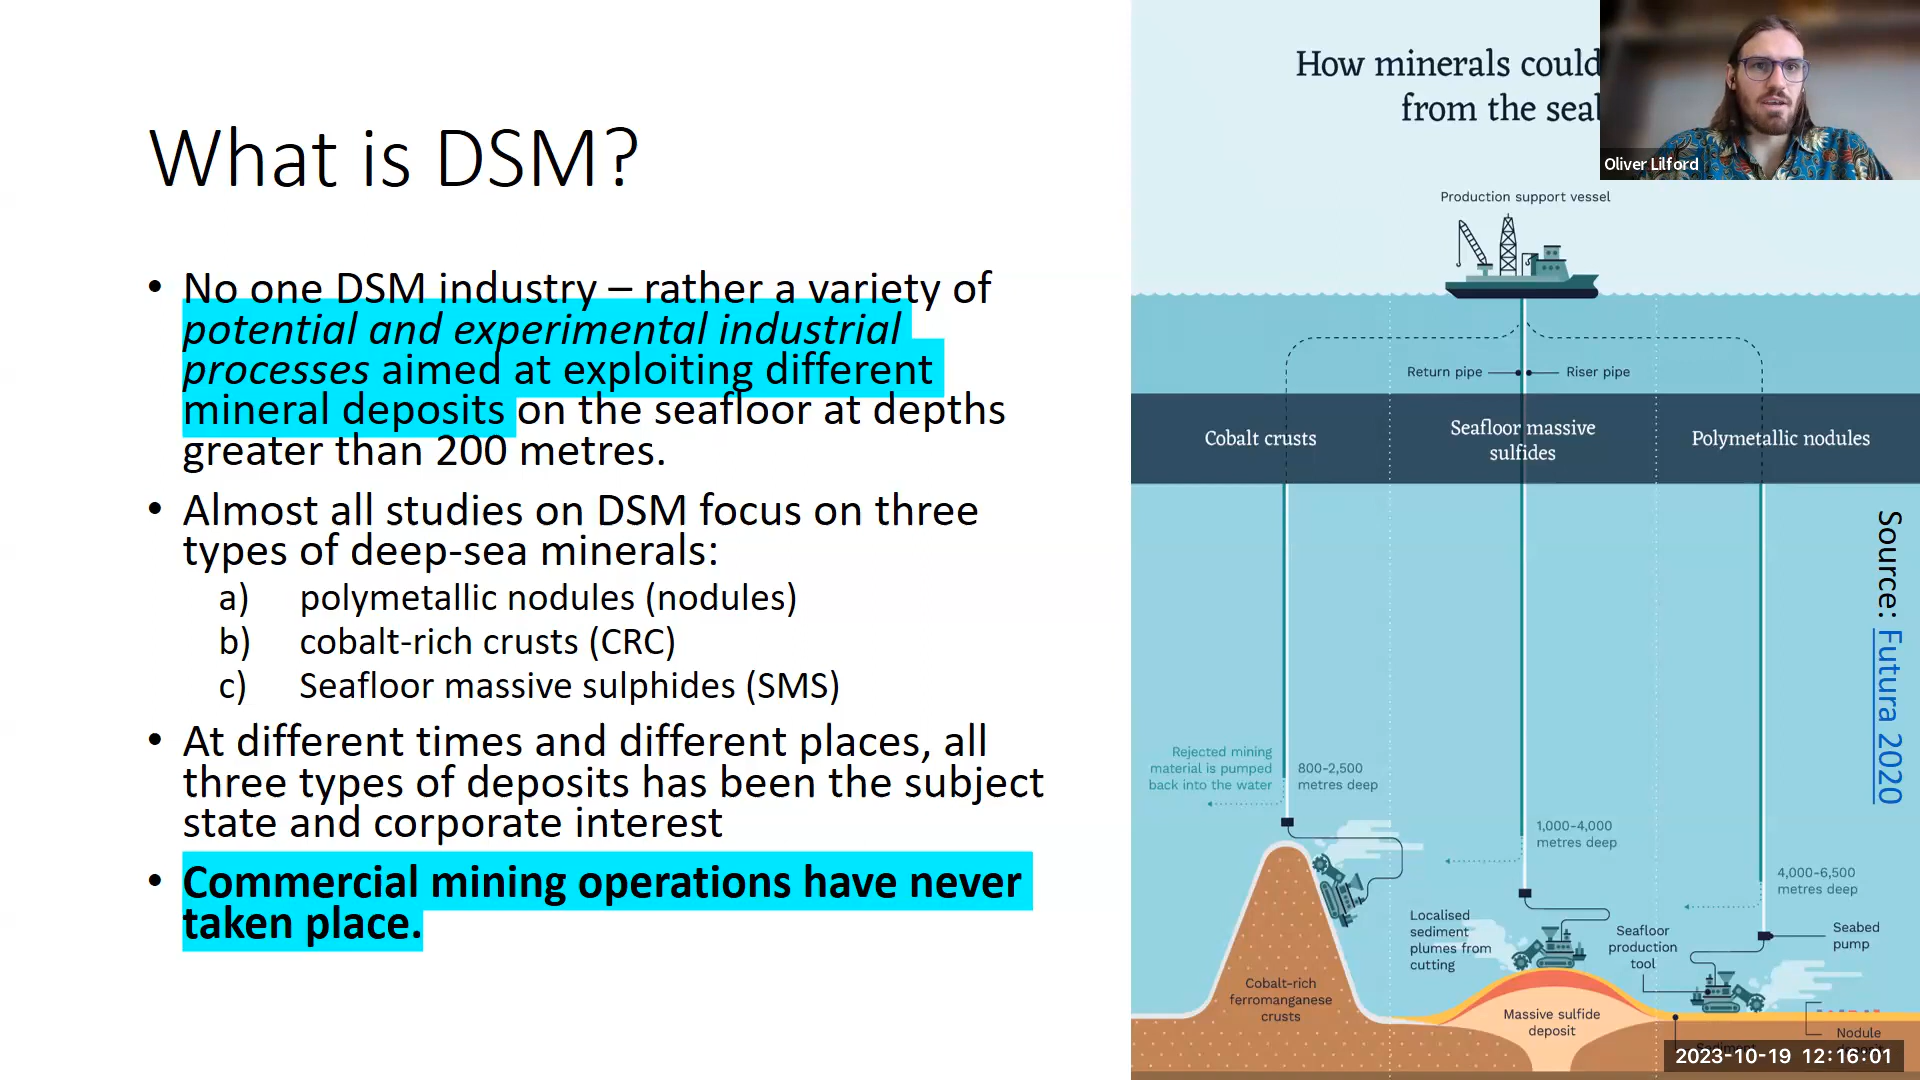 What is DSM?
• No one DSM industry – rather a variety of
potential and experimental industrial
processes aimed at exploiting different
mineral deposits on the seafloor at depths
greater than 200 metres.
• Almost all studies on DSM focus on three
types of deep-sea minerals:
a) polymetallic nodules (nodules)
b) cobalt-rich crusts (CRC)
c) Seafloor massive sulphides (SMS)
• At different times and different places, all
three types of deposits has been the subject
state and corporate interest
• Commercial mining operations have never
taken place.
How minerals could
from the
Oliver Lilford
Production support vessel
Return pipe
Riser pipe
Cobalt crusts
Seafloor massive
sulfides
Polymetallic nodules
Source: Futura 2020
Rejected mining
material is pumped
back into the water
800-2,500
metres deep
1,000-4,000
metres deep
4,000-6,500
metres deep
Localised
sediment
plumes from
cutting
Seafloor
production
tool
Seabed
pump
Cobalt-rich
ferromanganese
crusts
Massive sulfide
deposit
Nodule
2023-10-19 12:16:01